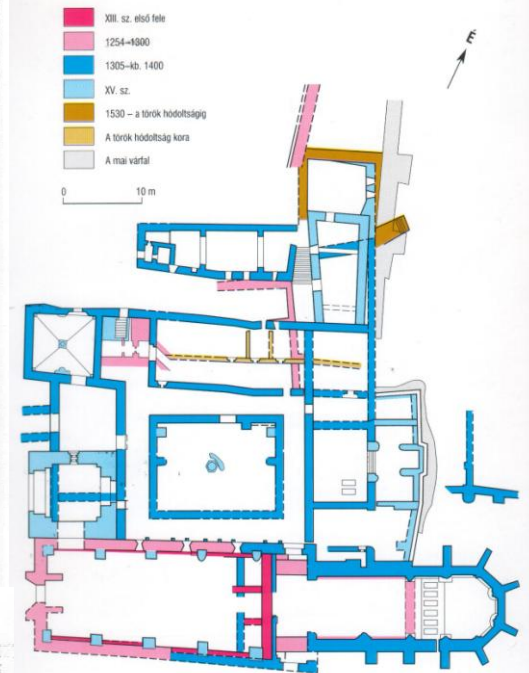 XIII. sz. első fele
1254–1300
1305–kb. 1400
XV. sz.
1530 – a török hódoltságig
A török hódoltság kora
A mai várfal
0 10 m
É